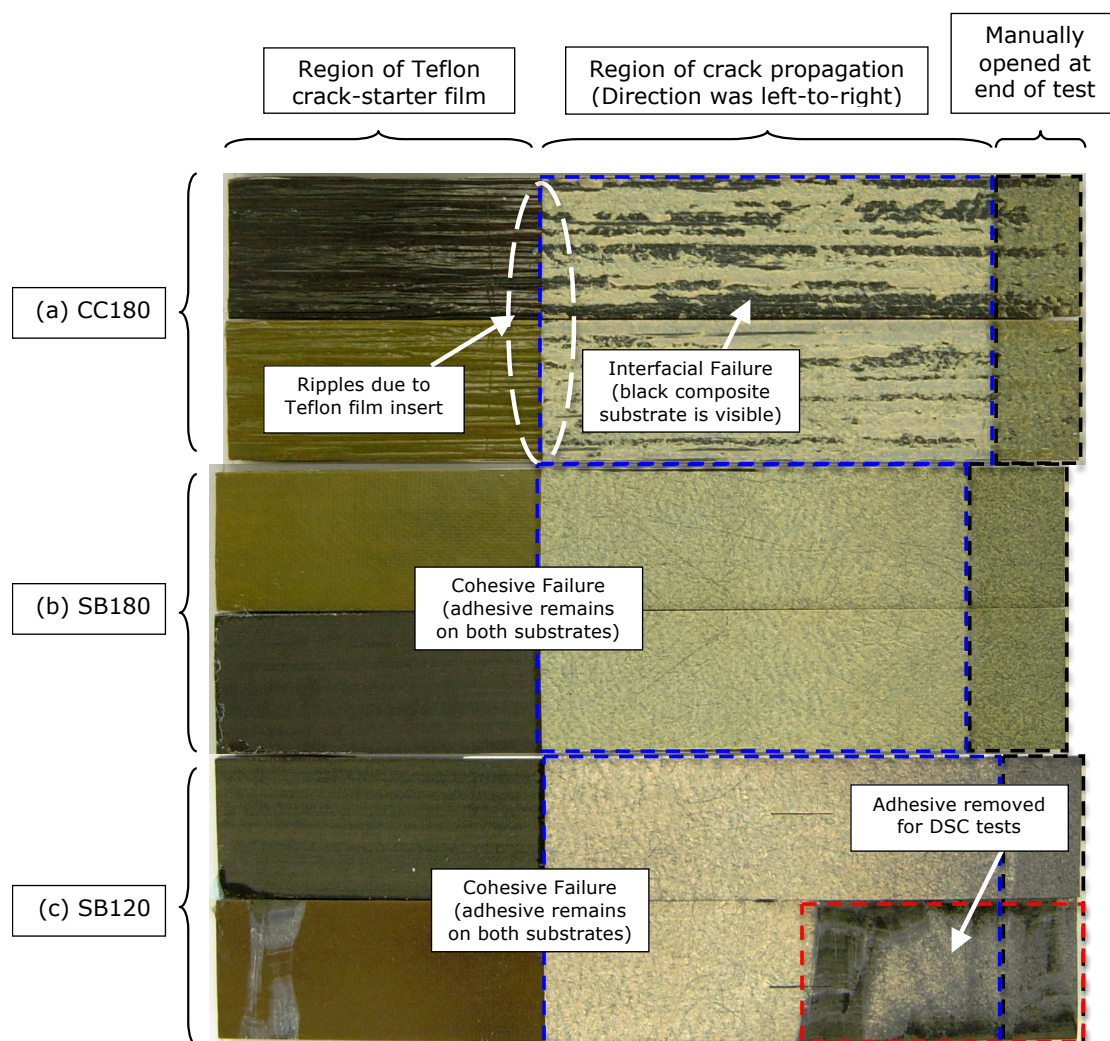 Region of Teflon
crack-starter film
Region of crack propagation
(Direction was left-to-right)
Manually
opened at
end of test
(a) CC180
Ripples due to
Teflon film insert
Interfacial Failure
(black composite
substrate is visible)
(b) SB180
Cohesive Failure
(adhesive remains
on both substrates)
(c) SB120
Adhesive removed
for DSC tests
Cohesive Failure
(adhesive remains
on both substrates)